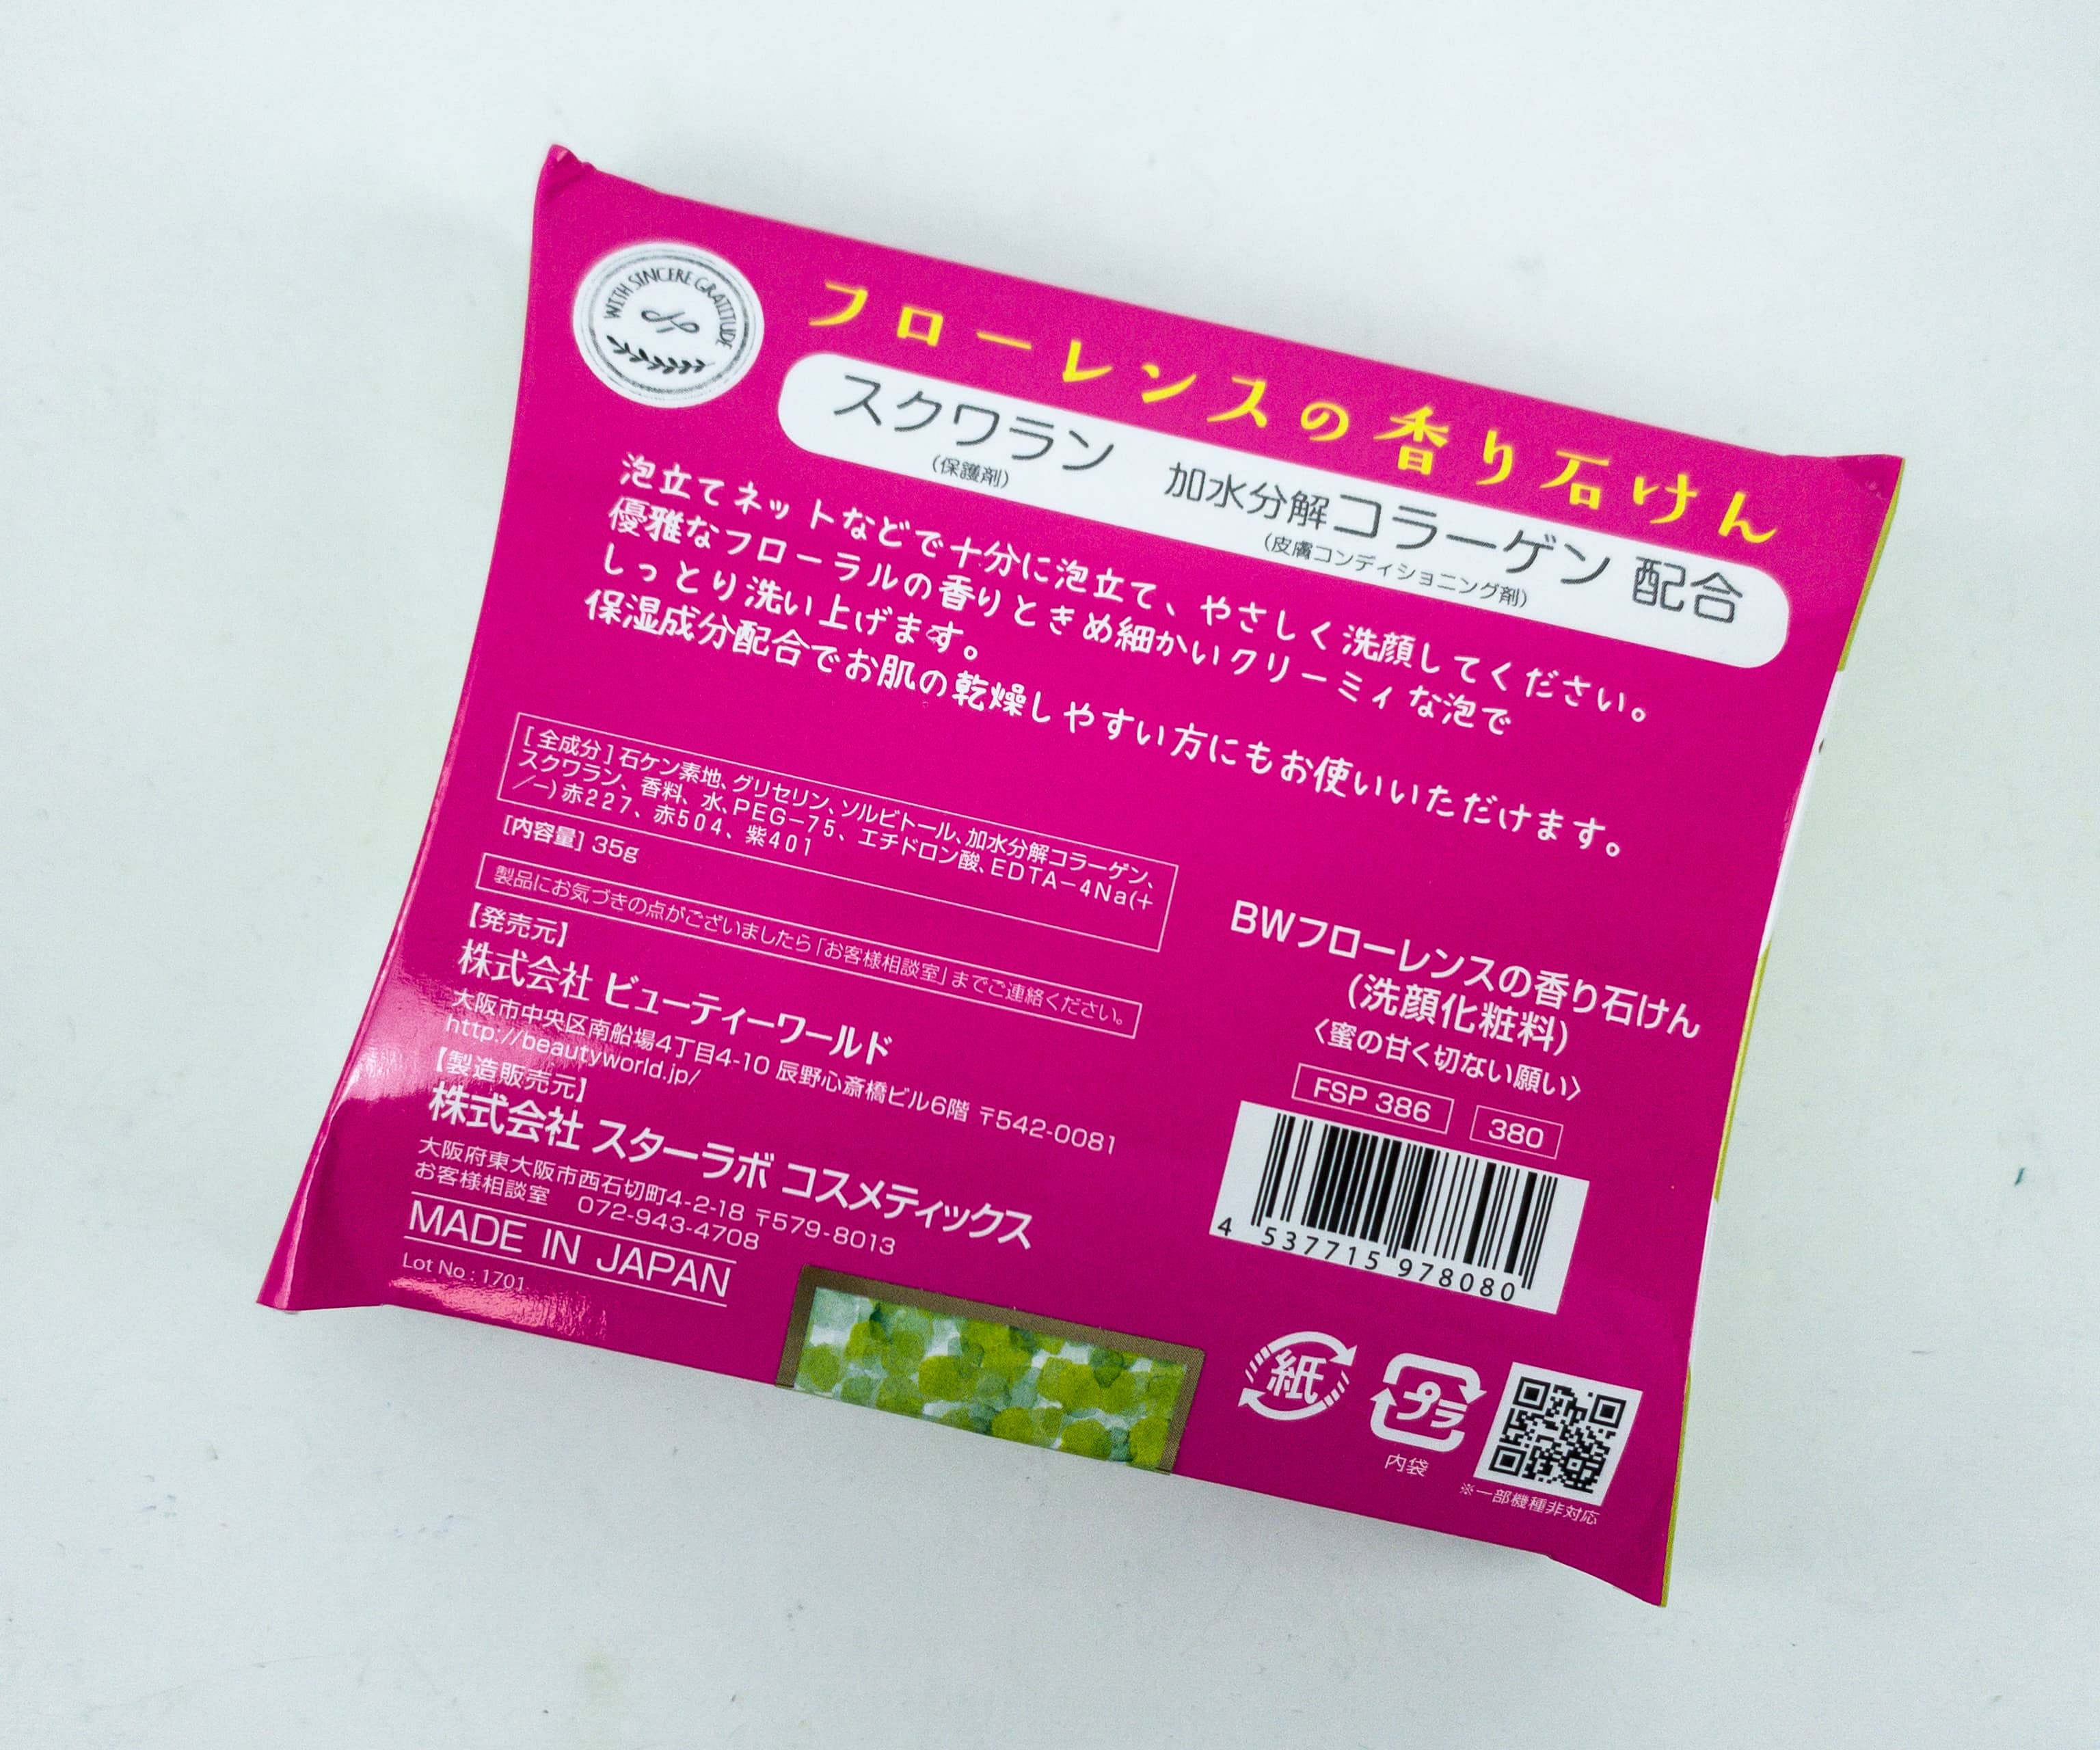 WITH SINCERE GRATITUDE
フローレンスの香り石けん
スクワラン 加水分解コラーゲン 配合
(保護剤) (皮膚コンディショニング剤)
泡立てネットなどで十分に泡立て、やさしく洗顔してください。
優雅なフローラルの香りときめ細かいクリーミィな泡で
しっとり洗い上げます。
保湿成分配合でお肌の乾燥しやすい方にもお使いいただけます。
[全成分]石ケン素地、グリセリン、ソルビトール、加水分解コラーゲン、
スクワラン、香料、水、PEG-75、エチドロン酸、EDTA-4Na(+
/-)赤227、赤504、紫401
[内容量] 35g
製品にお気づきの点がございましたら「お客様相談室」までご連絡ください。
【発売元】
株式会社 ビューティーワールド
大阪市中央区南船場4丁目4-10 辰野心斎橋ビル6階 〒542-0081
http://beautyworld.jp/
【製造販売元】
株式会社 スターラボ コスメティックス
大阪府東大阪市西石切町4-2-18 〒579-8013
お客様相談室 072-943-4708
MADE IN JAPAN
Lot No : 1701
BWフローレンスの香り石けん
(洗顔化粧料)
〈蜜の甘く切ない願い〉
FSP 386 380
4 537715 978080
紙 プラ
内袋
※一部機種非対応